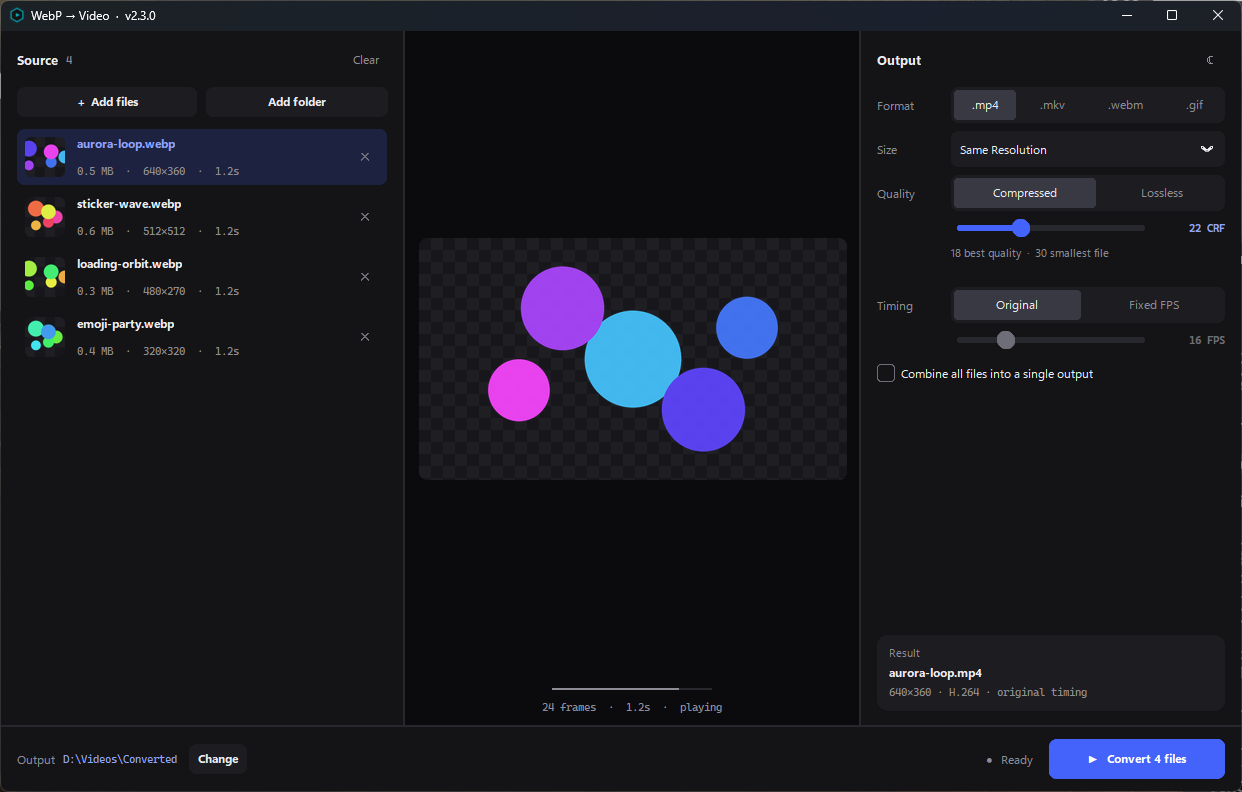 WebP → Video · v2.3.0
Source 4
Clear
+ Add files
Add folder
aurora-loop.webp
0.5 MB · 640×360 · 1.2s
sticker-wave.webp
0.6 MB · 512×512 · 1.2s
loading-orbit.webp
0.3 MB · 480×270 · 1.2s
emoji-party.webp
0.4 MB · 320×320 · 1.2s
24 frames · 1.2s · playing
Output
Format .mp4 .mkv .webm .gif
Size Same Resolution
Quality Compressed Lossless
22 CRF
18 best quality · 30 smallest file
Timing Original Fixed FPS
16 FPS
Combine all files into a single output
Result
aurora-loop.mp4
640×360 · H.264 · original timing
Output D:\Videos\Converted Change
Ready
Convert 4 files